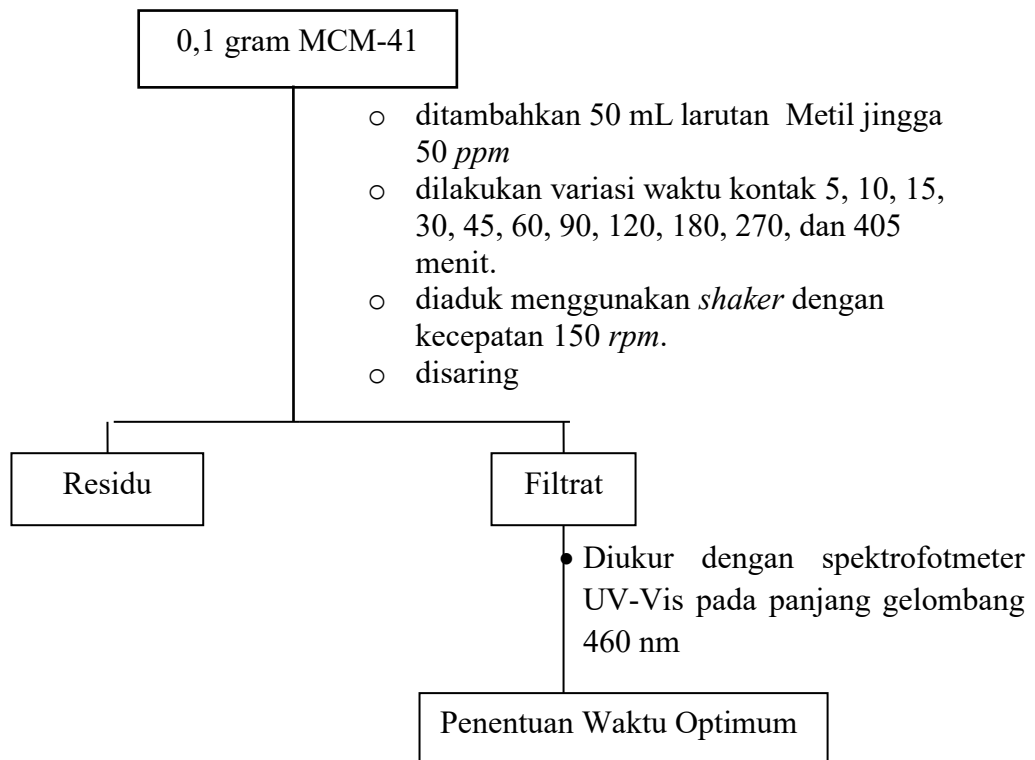 0,1 gram MCM-41
o ditambahkan 50 mL larutan Metil jingga
50 ppm
o dilakukan variasi waktu kontak 5, 10, 15,
30, 45, 60, 90, 120, 180, 270, dan 405
menit.
o diaduk menggunakan shaker dengan
kecepatan 150 rpm.
o disaring
Residu
Filtrat
• Diukur dengan spektrofotmeter
UV-Vis pada panjang gelombang
460 nm
Penentuan Waktu Optimum